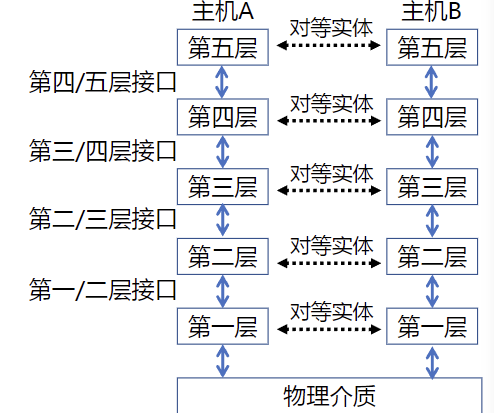 主机A 主机B
第五层 对等实体 第五层
第四/五层接口
第四层 对等实体 第四层
第三/四层接口
第三层 对等实体 第三层
第二/三层接口
第二层 对等实体 第二层
第一/二层接口
第一层 对等实体 第一层
物理介质